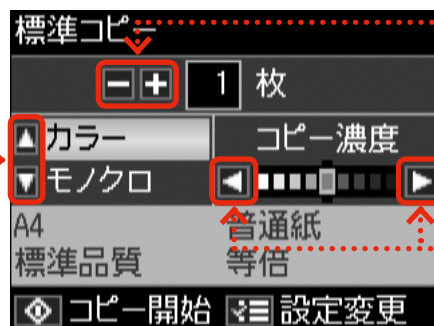 標準コピー
1 枚
カラー コピー濃度
モノクロ
A4 普通紙
標準品質 等倍
コピー開始 設定変更